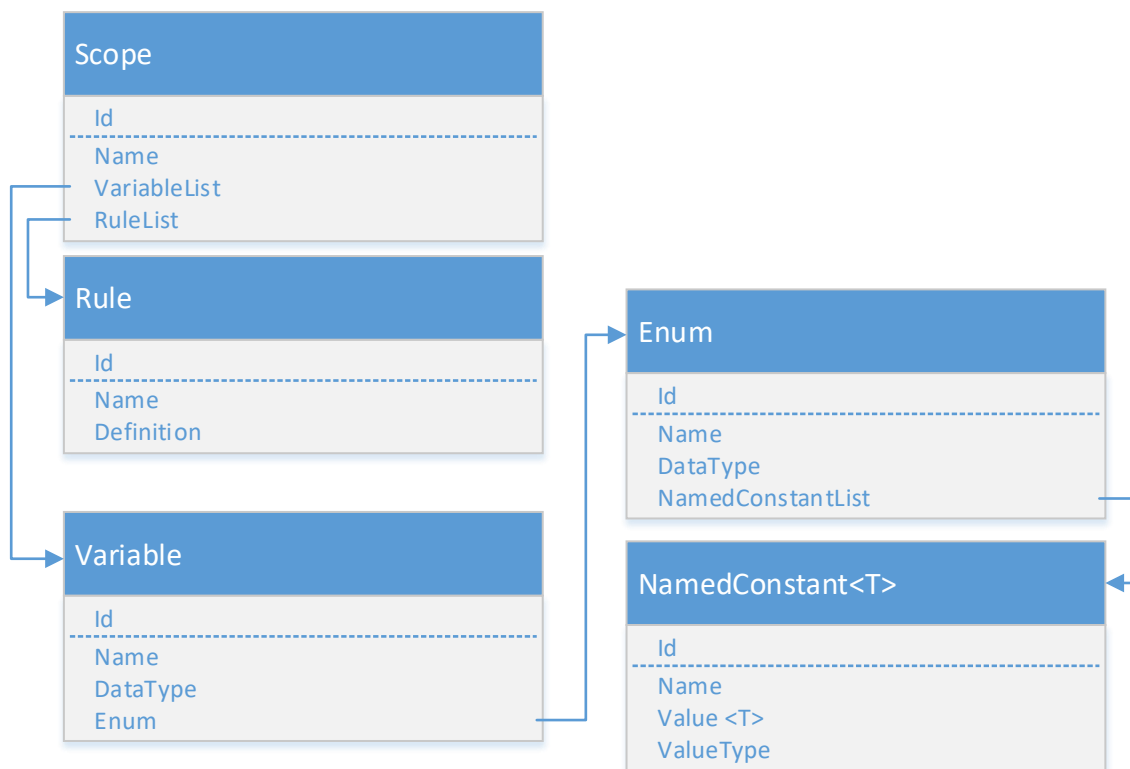 Scope
Id
Name
VariableList
RuleList
Rule
Id
Name
Definition
Variable
Id
Name
DataType
Enum
Enum
Id
Name
DataType
NamedConstantList
NamedConstant<T>
Id
Name
Value <T>
ValueType